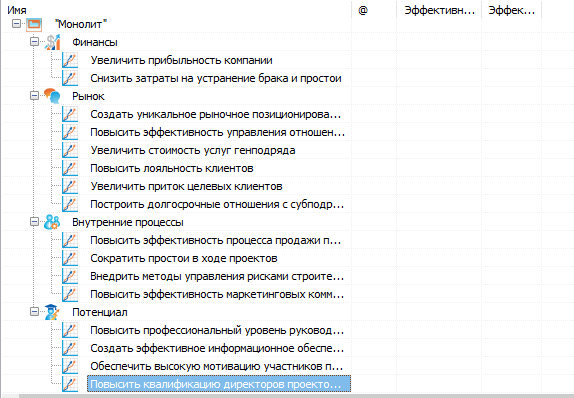 Имя @ Эффективн... Эффек...
"Монолит"
Финансы
Увеличить прибыльность компании
Снизить затраты на устранение брака и простои
Рынок
Создать уникальное рыночное позиционирова...
Повысить эффективность управления отношен...
Увеличить стоимость услуг генподряда
Повысить лояльность клиентов
Увеличить приток целевых клиентов
Построить долгосрочные отношения с субподр...
Внутренние процессы
Повысить эффективность процесса продажи п...
Сократить простои в ходе проектов
Внедрить методы управления рисками строите...
Повысить эффективность маркетинговых комм...
Потенциал
Повысить профессиональный уровень руковод...
Создать эффективное информационное обеспе...
Обеспечить высокую мотивацию участников п...
Повысить квалификацию директоров проекто...